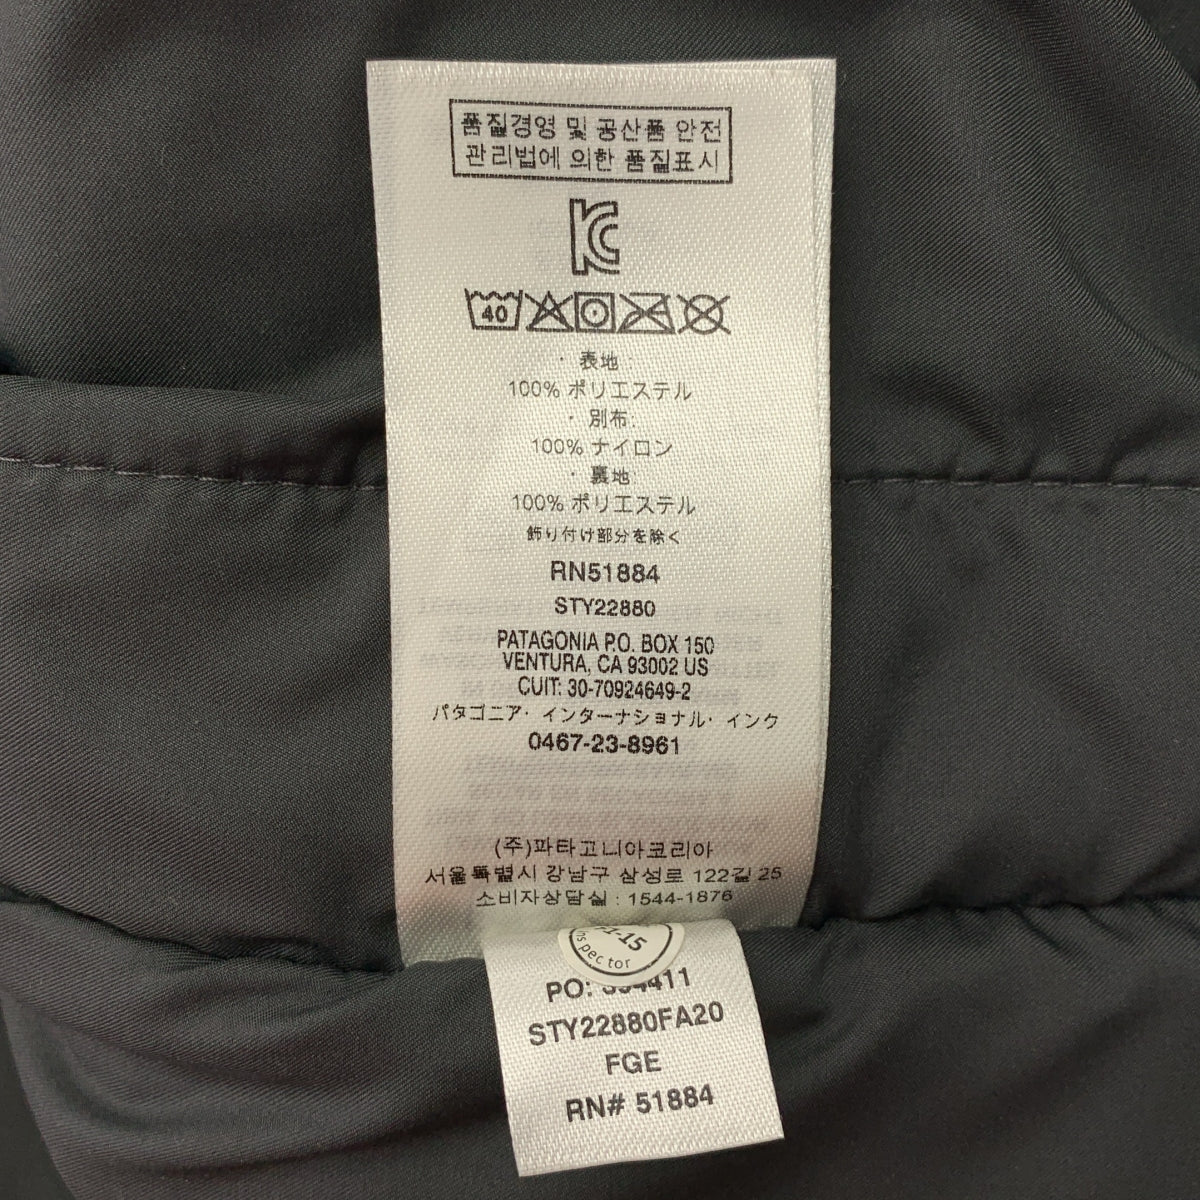 품질경영 및 공산품 안전
관리법에 의한 품질표시
KC
40
・ 表地 :
100% ポリエステル
・ 別布:
100% ナイロン
・ 裏地:
100% ポリエステル
飾り付け部分を除く
RN51884
STY22880
PATAGONIA P.O. BOX 150
VENTURA, CA 93002 US
CUIT: 30-70924649-2
パタゴニア・インターナショナル・インク
0467-23-8961
(주)파타고니아코리아
서울특별시 강남구 삼성로 122길 25
소비자상담실 : 1544-1876
PO:
STY22880FA20
FGE
RN# 51884